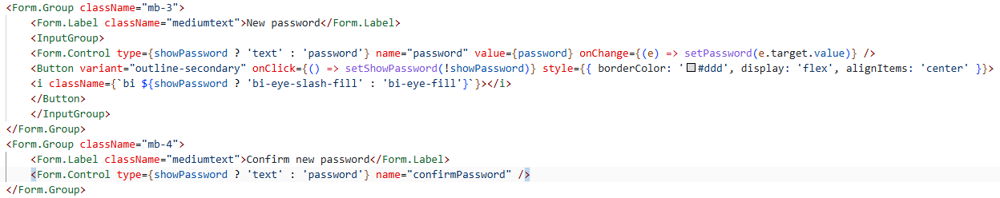 <Form.Group className="mb-3">
<Form.Label className="mediumtext">New password</Form.Label>
<InputGroup>
<Form.Control type={showPassword ? 'text' : 'password'} name="password" value={password} onChange={(e) => setPassword(e.target.value)} />
<Button variant="outline-secondary" onClick={() => setShowPassword(!showPassword)} style={{ borderColor: '#ddd', display: 'flex', alignItems: 'center' }}>
<i className={`bi ${showPassword ? 'bi-eye-slash-fill' : 'bi-eye-fill'}`}></i>
</Button>
</InputGroup>
</Form.Group>
<Form.Group className="mb-4">
<Form.Label className="mediumtext">Confirm new password</Form.Label>
<Form.Control type={showPassword ? 'text' : 'password'} name="confirmPassword" />
</Form.Group>